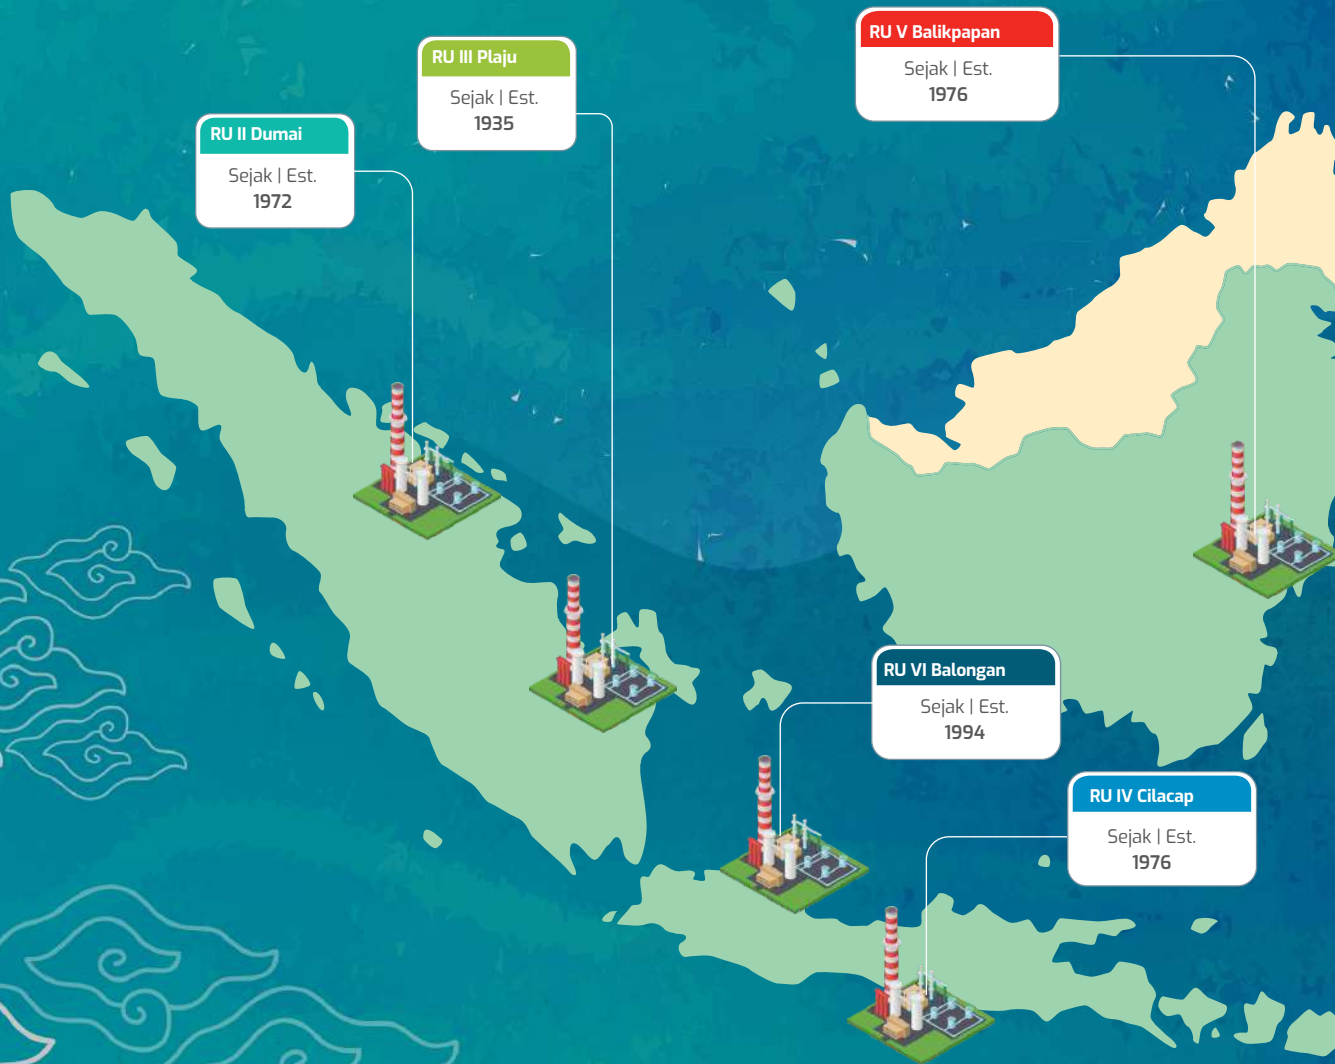 RU II Dumai
Sejak | Est.
1972
RU III Plaju
Sejak | Est.
1935
RU V Balikpapan
Sejak | Est.
1976
RU VI Balongan
Sejak | Est.
1994
RU IV Cilacap
Sejak | Est.
1976